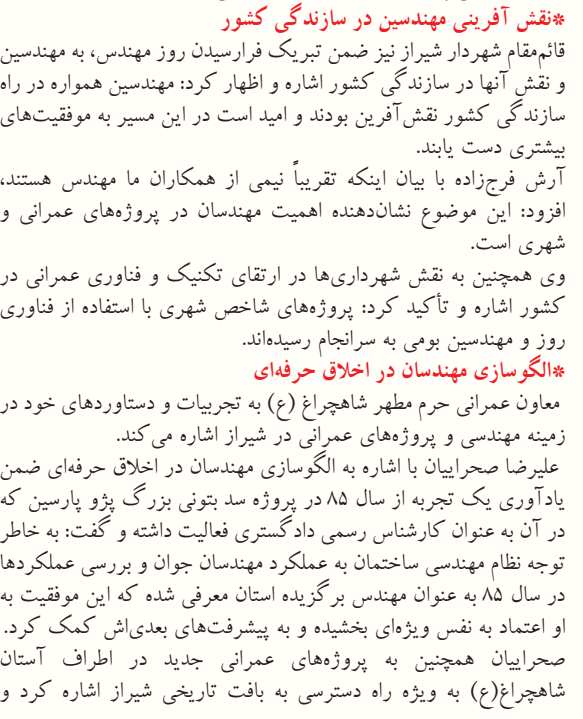 *نقش آفرینی مهندسین در سازندگی کشور
قائم‌مقام شهردار شیراز نیز ضمن تبریک فرارسیدن روز مهندس، به مهندسین
و نقش آنها در سازندگی کشور اشاره و اظهار کرد: مهندسین همواره در راه
سازندگی کشور نقش‌آفرین بودند و امید است در این مسیر به موفقیت‌های
بیشتری دست یابند.
آرش فرج‌زاده با بیان اینکه تقریباً نیمی از همکاران ما مهندس هستند،
افزود: این موضوع نشان‌دهنده اهمیت مهندسان در پروژه‌های عمرانی و
شهری است.
وی همچنین به نقش شهرداری‌ها در ارتقای تکنیک و فناوری عمرانی در
کشور اشاره و تأکید کرد: پروژه‌های شاخص شهری با استفاده از فناوری
روز و مهندسین بومی به سرانجام رسیده‌اند.
*الگوسازی مهندسان در اخلاق حرفه‌ای
معاون عمرانی حرم مطهر شاهچراغ (ع) به تجربیات و دستاوردهای خود در
زمینه مهندسی و پروژه‌های عمرانی در شیراز اشاره می‌کند.
علیرضا صحراییان با اشاره به الگوسازی مهندسان در اخلاق حرفه‌ای ضمن
یادآوری یک تجربه از سال ۸۵ در پروژه سد بتونی بزرگ پژو پارسین که
در آن به عنوان کارشناس رسمی دادگستری فعالیت داشته و گفت: به خاطر
توجه نظام مهندسی ساختمان به عملکرد مهندسان جوان و بررسی عملکردها
در سال ۸۵ به عنوان مهندس برگزیده استان معرفی شده که این موفقیت به
او اعتماد به نفس ویژه‌ای بخشیده و به پیشرفت‌های بعدی‌اش کمک کرد.
صحراییان همچنین به پروژه‌های عمرانی جدید در اطراف آستان
شاهچراغ(ع) به ویژه راه دسترسی به بافت تاریخی شیراز اشاره کرد و